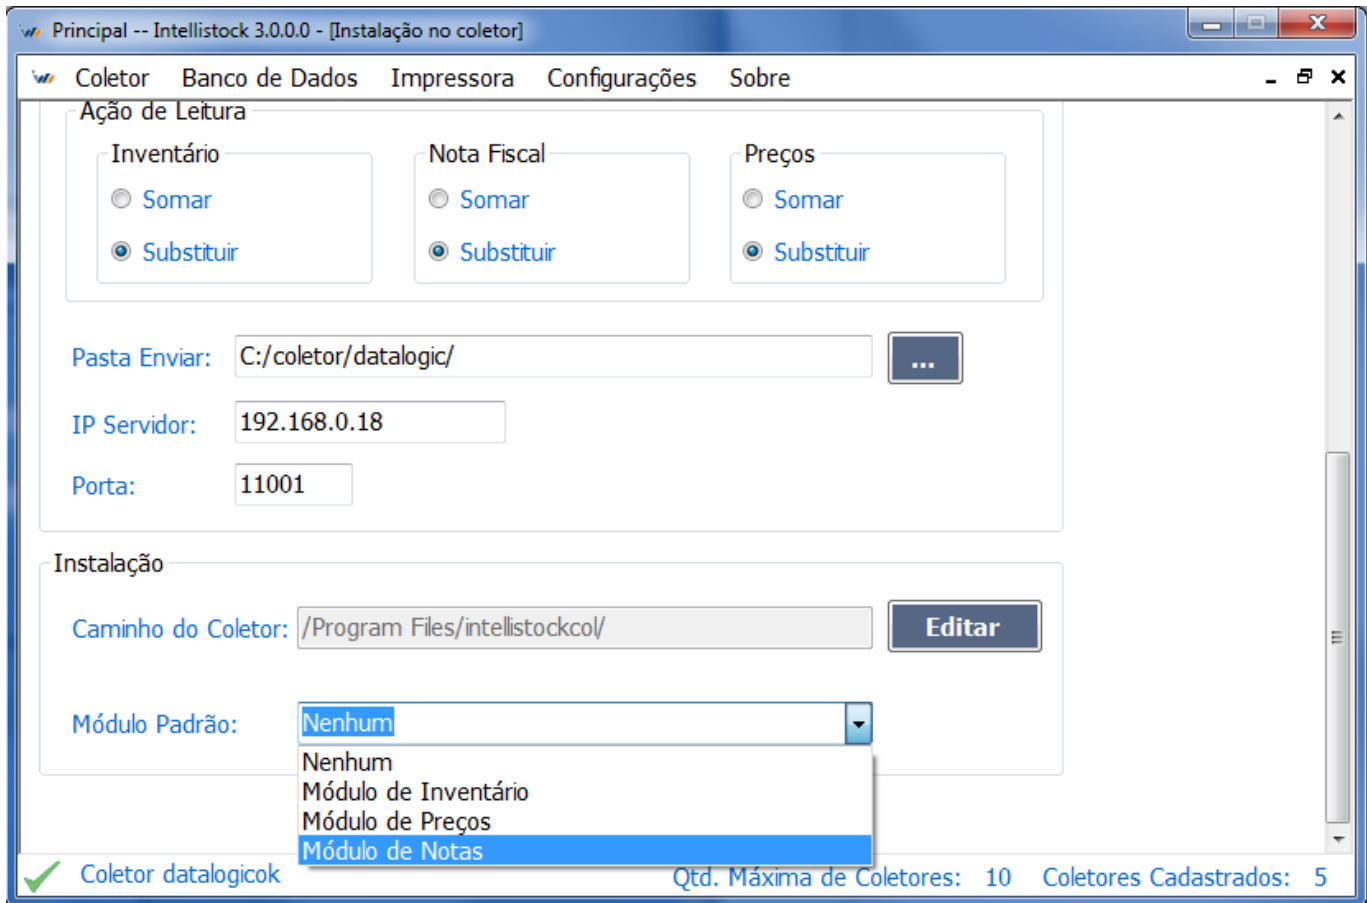 Principal -- Intellistock 3.0.0.0 - [Instalação no coletor]
Coletor Banco de Dados Impressora Configurações Sobre
Ação de Leitura
Inventário Nota Fiscal Preços
Somar Somar Somar
Substituir Substituir Substituir
Pasta Enviar: C:/coletor/datalogic/ ...
IP Servidor: 192.168.0.18
Porta: 11001
Instalação
Caminho do Coletor: /Program Files/intellistockcol/ Editar
Módulo Padrão: Nenhum
Nenhum
Módulo de Inventário
Módulo de Preços
Módulo de Notas
Coletor datalogicok Qtd. Máxima de Coletores: 10 Coletores Cadastrados: 5